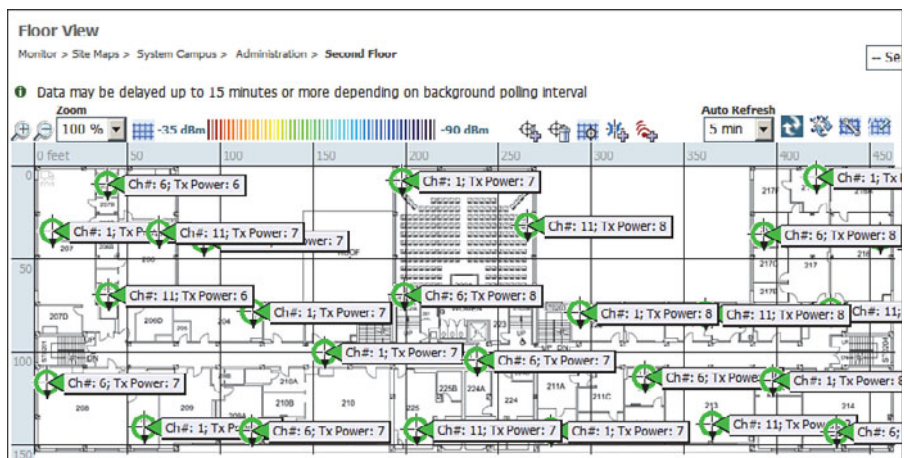 Floor View
Monitor > Site Maps > System Campus > Administration > Second Floor
-- Se
Data may be delayed up to 15 minutes or more depending on background polling interval
Zoom
100 %
-35 dBm
-90 dBm
Auto Refresh
5 min
0 feet 50 100 150 200 250 300 350 400 450
0
Ch#: 6; Tx Power: 6
Ch#: 1; Tx Power: 7
Ch#: 1; Tx
217F
Ch#: 1; Tx P
Ch#: 11; Tx Power: 7
Power: 7
Ch#: 11; Tx Power: 8
Ch#: 6; Tx Power: 8
207
217C
317
216
50
Ch#: 11; Tx Power: 6
Ch#: 6; Tx Power: 8
207D
206D
204
Ch#: 1; Tx Power: 7
223
Ch#: 1; Tx Power: 8
Ch#: 11; Tx Power: 8
Ch#: 11;
UP
DN
100
Ch#: 1; Tx Power: 7
Ch#: 6; Tx Power: 7
Ch#: 6; Tx Power: 7
210A
225B
224A
211A
Ch#: 6; Tx Powe
Ch#: 1; Tx Power: 8
208
209
210B
210
225
224
211C
213
214
Ch#: 1; Tx P
Ch#: 6; Tx Power: 7
Ch#: 11; Tx Power: 7
Ch#: 1; Tx Power: 7
Ch#: 11; Tx Power:
Ch#: 6;
150